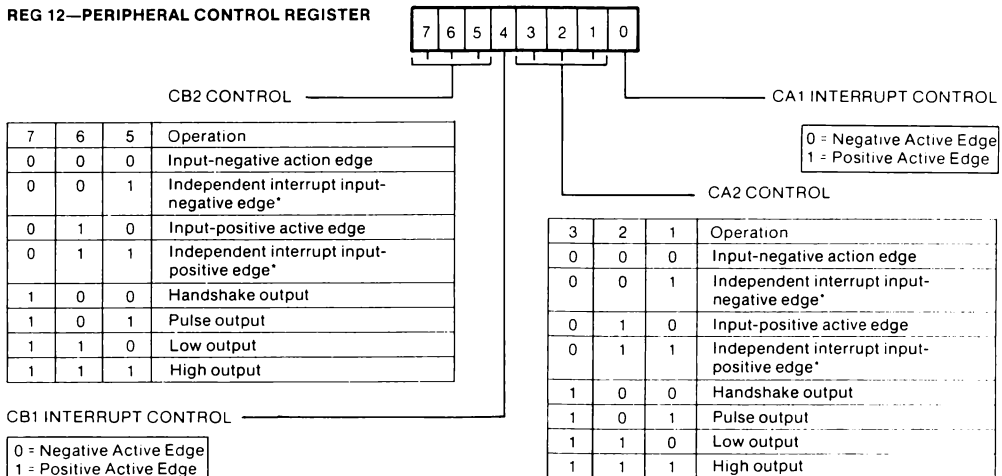 REG 12—PERIPHERAL CONTROL REGISTER
7 6 5 4 3 2 1 0
CB2 CONTROL
7 6 5 Operation
0 0 0 Input-negative action edge
0 0 1 Independent interrupt input-
negative edge*
0 1 0 Input-positive active edge
0 1 1 Independent interrupt input-
positive edge*
1 0 0 Handshake output
1 0 1 Pulse output
1 1 0 Low output
1 1 1 High output
CB1 INTERRUPT CONTROL
0 = Negative Active Edge
1 = Positive Active Edge
CA1 INTERRUPT CONTROL
0 = Negative Active Edge
1 = Positive Active Edge
CA2 CONTROL
3 2 1 Operation
0 0 0 Input-negative action edge
0 0 1 Independent interrupt input-
negative edge*
0 1 0 Input-positive active edge
0 1 1 Independent interrupt input-
positive edge*
1 0 0 Handshake output
1 0 1 Pulse output
1 1 0 Low output
1 1 1 High output